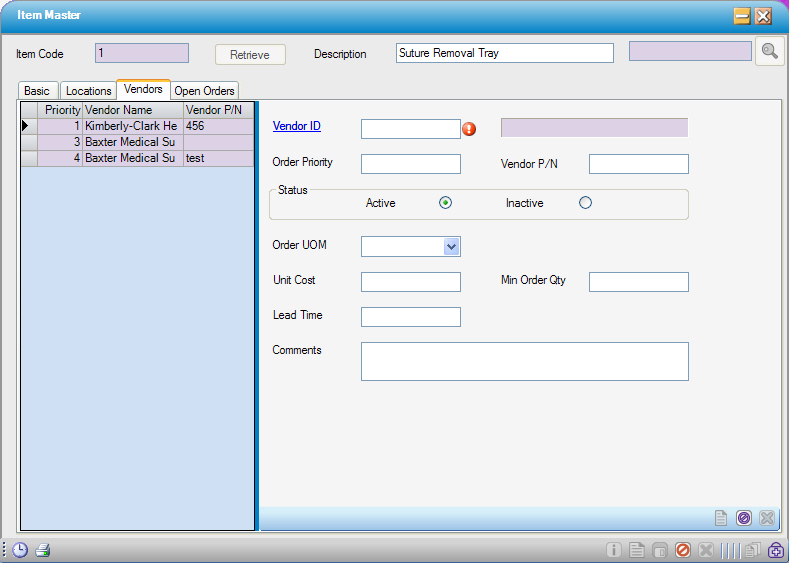 Item Master
Item Code 1 Retrieve Description Suture Removal Tray
Basic Locations Vendors Open Orders
Priority Vendor Name Vendor P/N
1 Kimberly-Clark He 456
3 Baxter Medical Su
4 Baxter Medical Su test
Vendor ID
Order Priority Vendor P/N
Status
Active Inactive
Order UOM
Unit Cost Min Order Qty
Lead Time
Comments